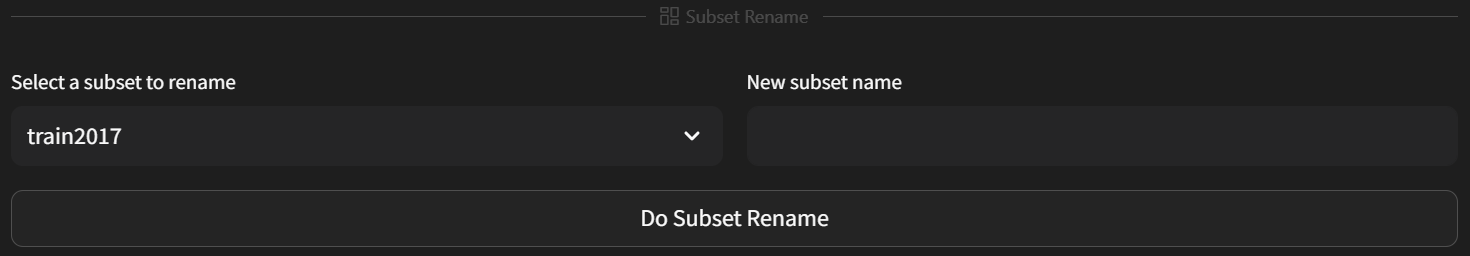 Subset Rename
Select a subset to rename
New subset name
train2017
Do Subset Rename